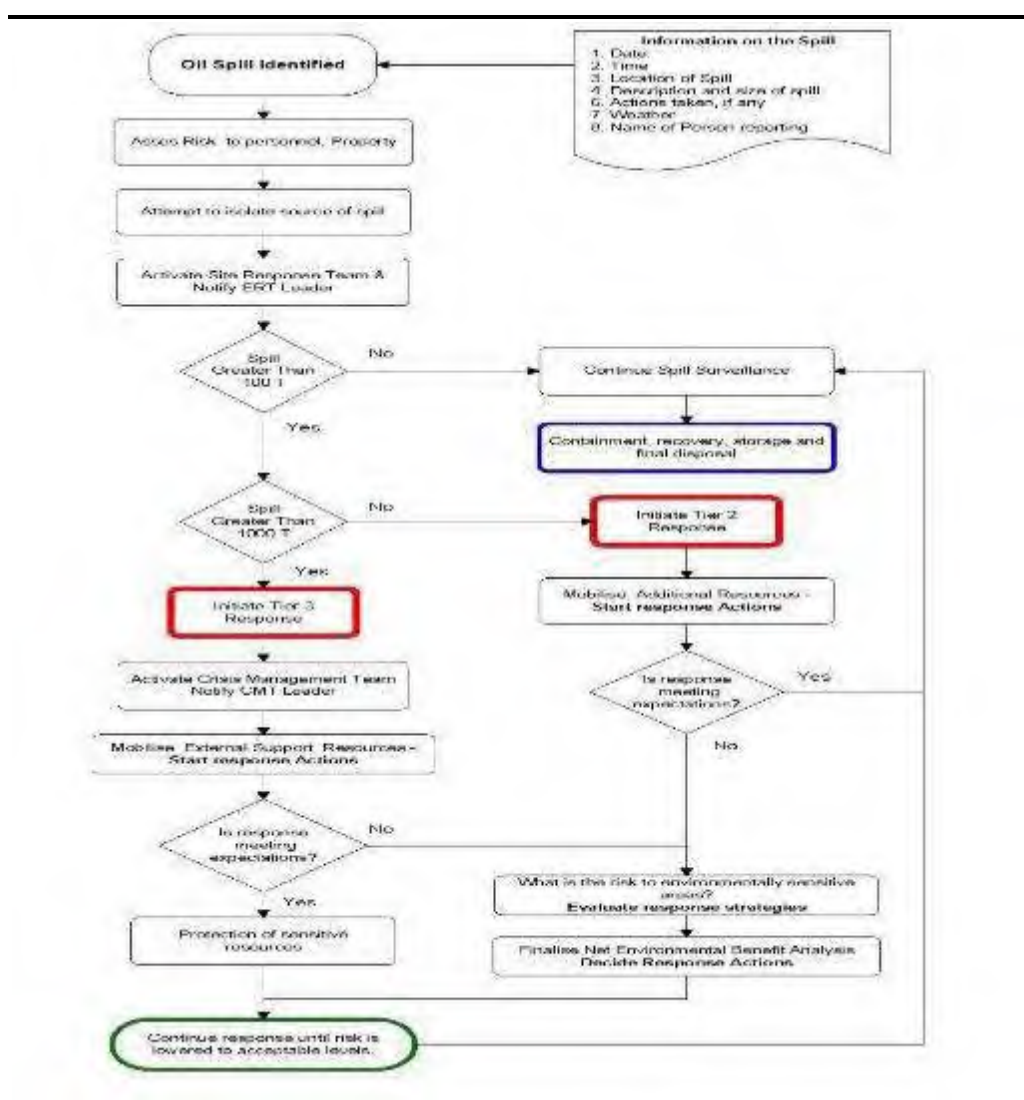 Oil Spill Identified
Information on the Spill
1. Date
2. Time
3. Location of Spill
4. Description and size of spill
6. Actions taken, if any
7. Weather
8. Name of Person reporting
Asses Risk to personnel, Property
Attempt to isolate source of spill
Activate Site Response Team &
Notify ERT Leader
Spill
Greater Than
100 T
No
Continue Spill Surveillance
Yes
Containment, recovery, storage and
final disposal
Spill
Greater Than
1000 T
No
Initiate Tier 2
Response
Yes
Initiate Tier 3
Response
Mobilise Additional Resources -
Start response Actions
Activate Crisis Management Team
Notify CMT Leader
Is response
meeting
expectations?
Yes
No
Mobilise External Support Resources -
Start response Actions
Is response
meeting
expectations?
No
Yes
What is the risk to environmentally sensitive
areas?
Evaluate response strategies
Protection of sensitive
resources
Finalise Net Environmental Benefit Analysis
Decide Response Actions
Continue response until risk is
lowered to acceptable levels.